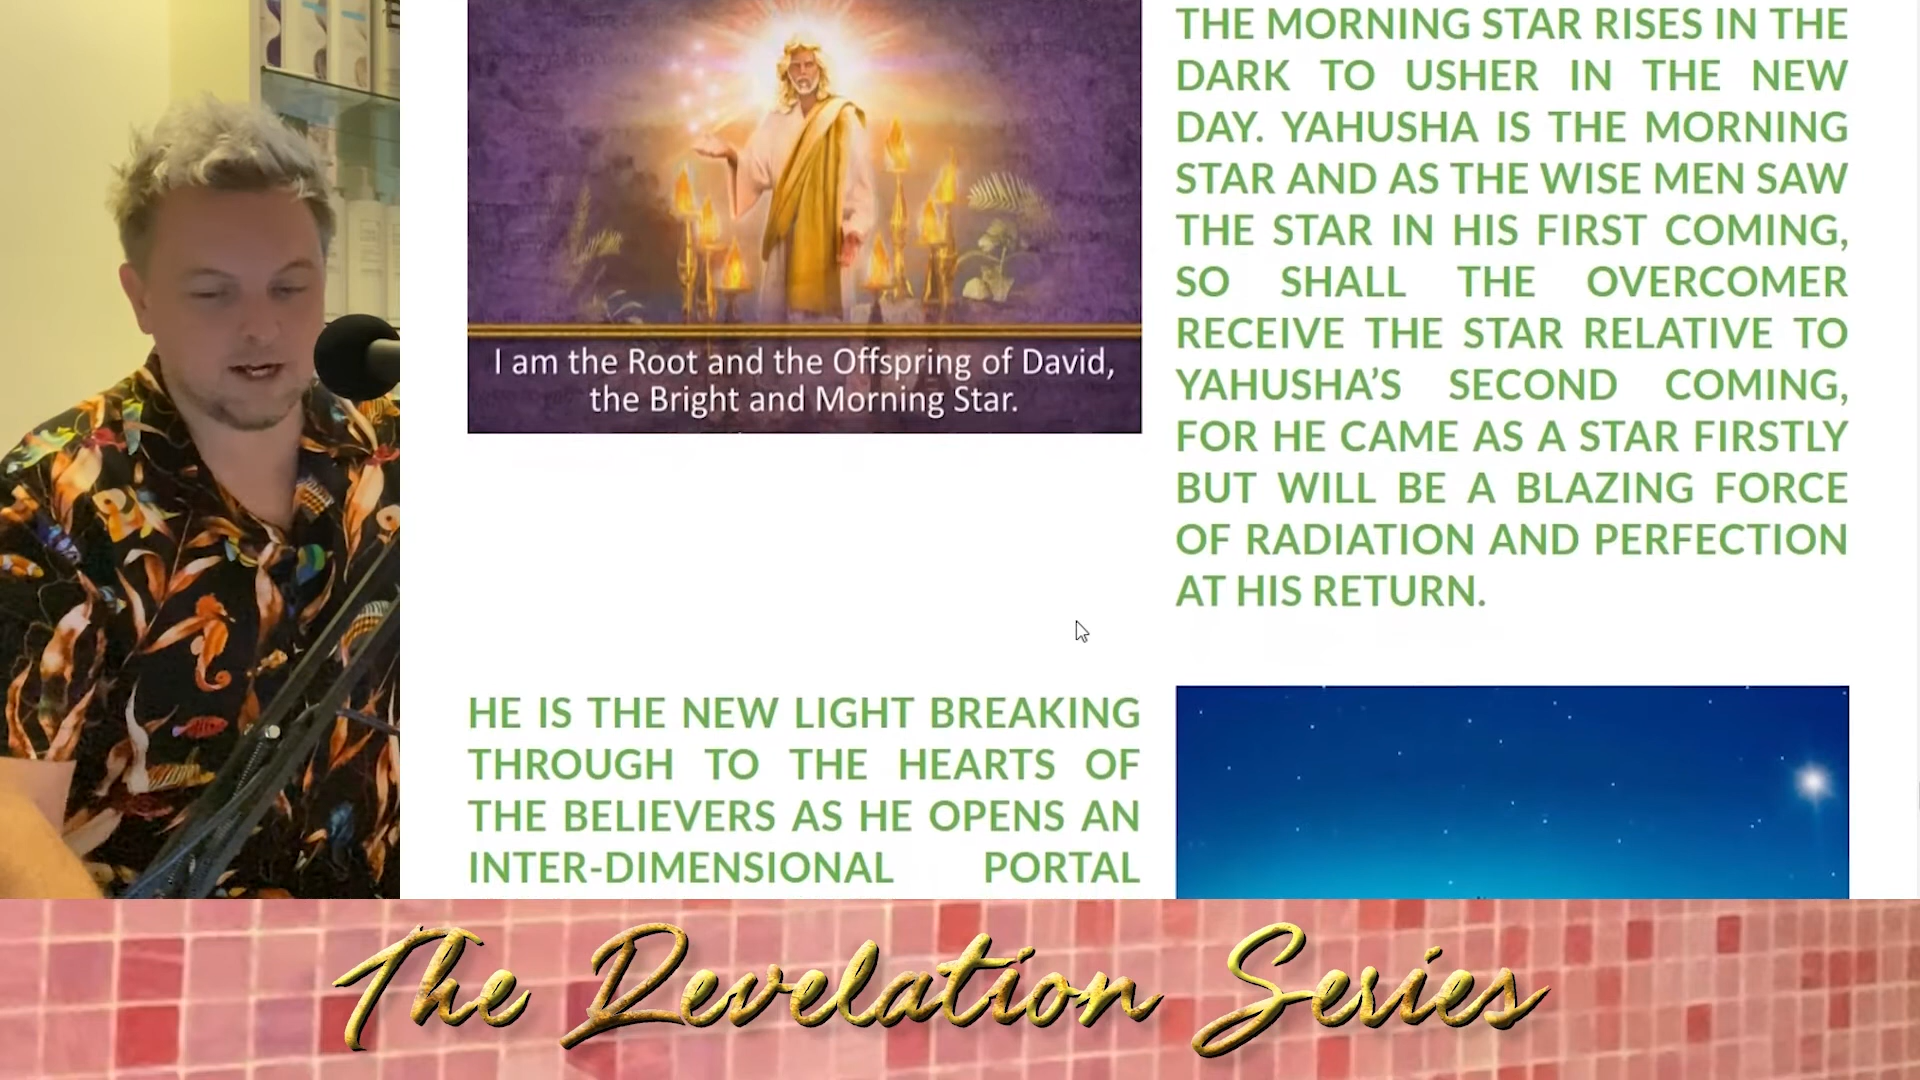 I am the Root and the Offspring of David,
the Bright and Morning Star.
HE IS THE NEW LIGHT BREAKING
THROUGH TO THE HEARTS OF
THE BELIEVERS AS HE OPENS AN
INTER-DIMENSIONAL PORTAL
THE MORNING STAR RISES IN THE
DARK TO USHER IN THE NEW
DAY. YAHUSHA IS THE MORNING
STAR AND AS THE WISE MEN SAW
THE STAR IN HIS FIRST COMING,
SO SHALL THE OVERCOMER
RECEIVE THE STAR RELATIVE TO
YAHUSHA'S SECOND COMING,
FOR HE CAME AS A STAR FIRSTLY
BUT WILL BE A BLAZING FORCE
OF RADIATION AND PERFECTION
AT HIS RETURN.
The Revelation Series